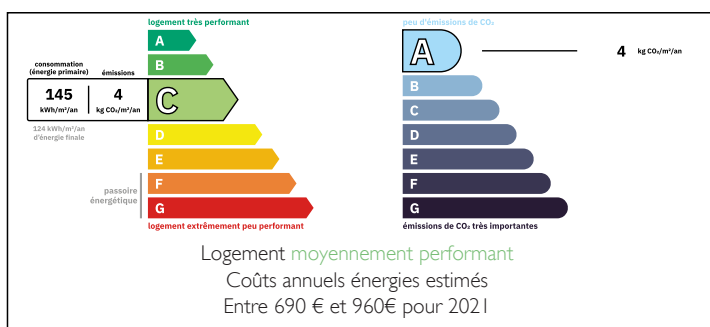 logement très performant
A
B
consommation
(énergie primaire)
émissions
145
kWh/m²/an
4
kg CO₂/m²/an
C
124 kWh/m²/an
d'énergie finale
D
E
passoire
énergétique
F
G
logement extrêmement peu performant
peu d'émissions de CO₂
A
4 kg CO₂/m²/an
B
C
D
E
F
G
émissions de CO₂ très importantes
Logement moyennement performant
Coûts annuels énergies estimés
Entre 690 € et 960€ pour 2021